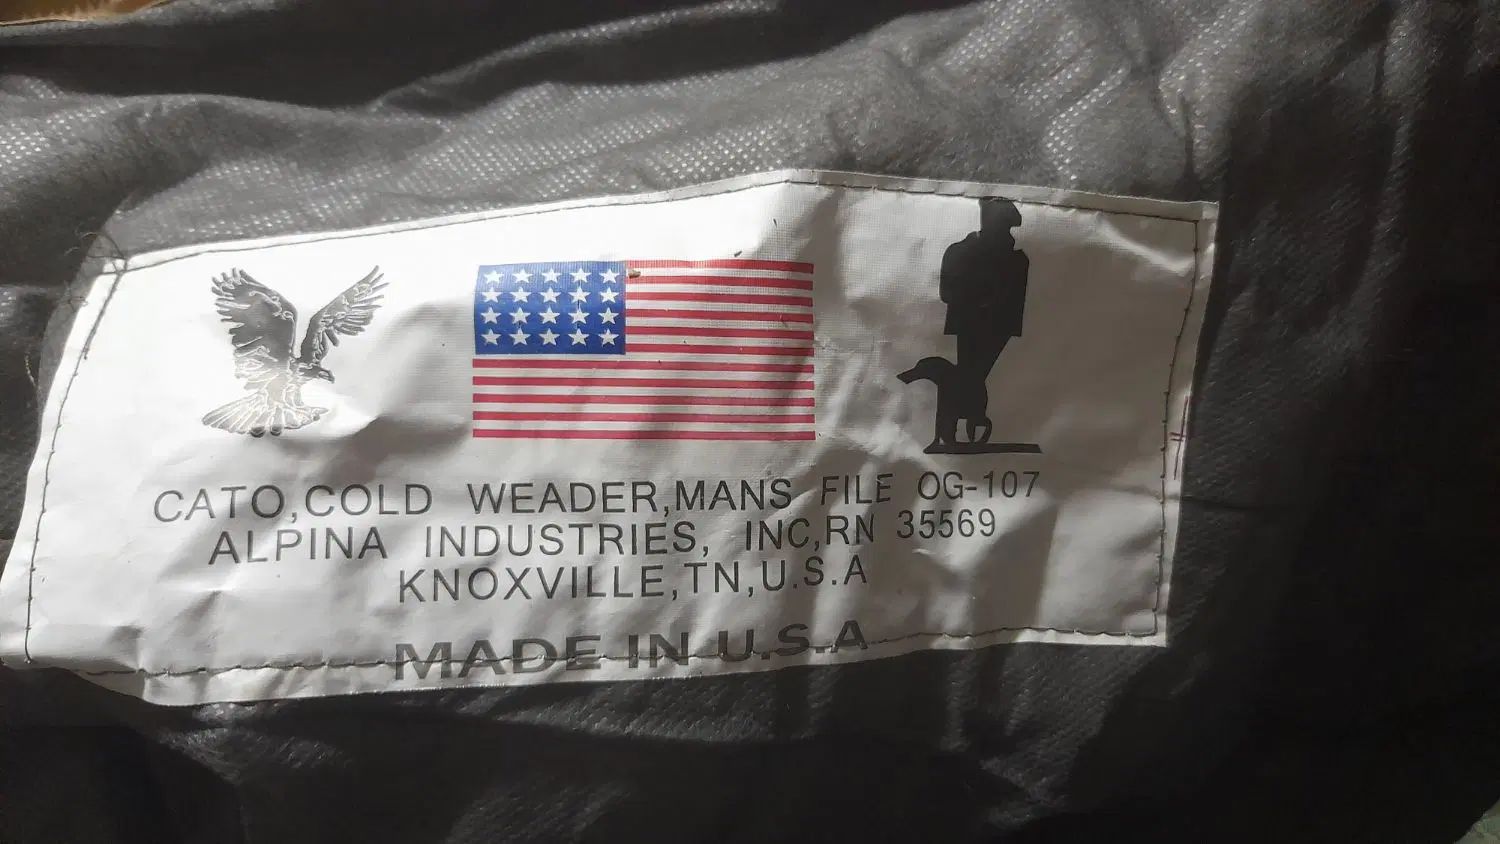 CATO,COLD WEADER,MANS FILE OG-107
ALPINA INDUSTRIES, INC,RN 35569
KNOXVILLE,TN,U.S.A
MADE IN U.S.A